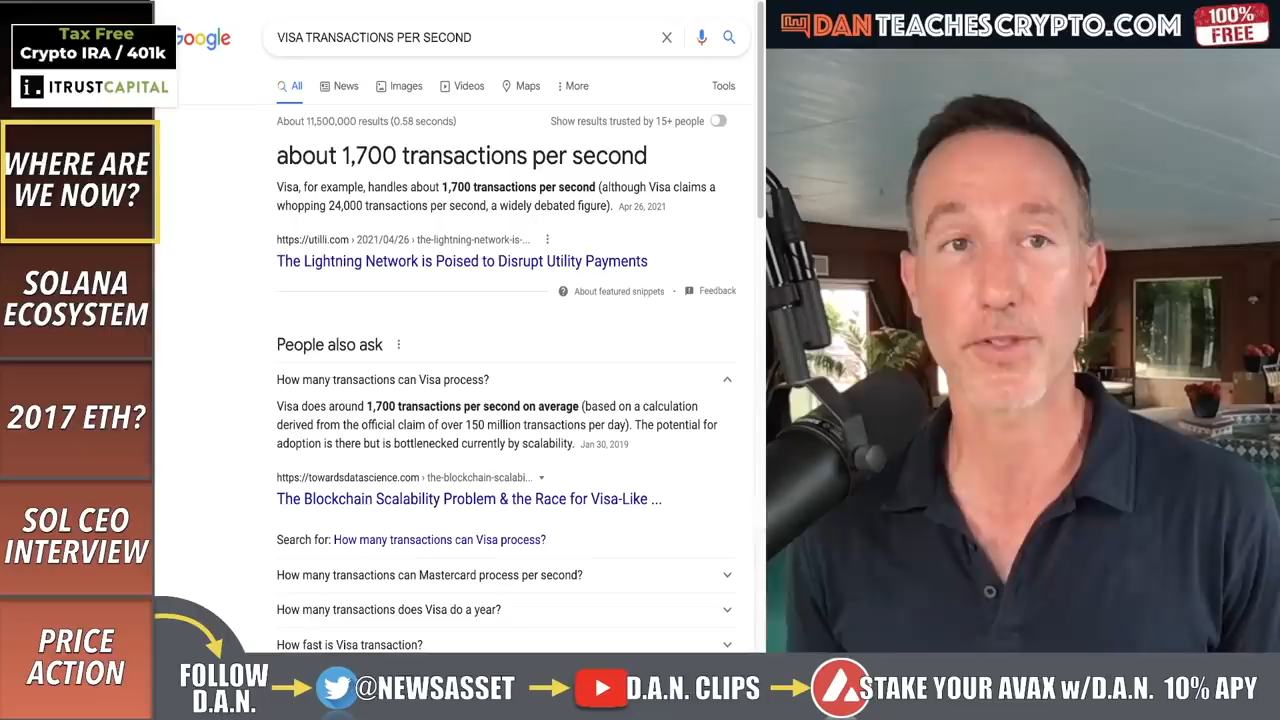 Tax Free
Crypto IRA / 401k
ITRUSTCAPITAL
WHERE ARE
WE NOW?
SOLANA
ECOSYSTEM
2017 ETH?
SOL CEO
INTERVIEW
PRICE
ACTION
Google
VISA TRANSACTIONS PER SECOND
All
News
Images
Videos
Maps
More
Tools
About 11,500,000 results (0.58 seconds)
Show results trusted by 15+ people
about 1,700 transactions per second
Visa, for example, handles about 1,700 transactions per second (although Visa claims a
whopping 24,000 transactions per second, a widely debated figure). Apr 26, 2021
https://utilli.com › 2021/04/26 › the-lightning-network-is-...
The Lightning Network is Poised to Disrupt Utility Payments
About featured snippets • Feedback
People also ask
How many transactions can Visa process?
Visa does around 1,700 transactions per second on average (based on a calculation
derived from the official claim of over 150 million transactions per day). The potential for
adoption is there but is bottlenecked currently by scalability. Jan 30, 2019
https://towardsdatascience.com › the-blockchain-scalabi...
The Blockchain Scalability Problem & the Race for Visa-Like ...
Search for: How many transactions can Visa process?
How many transactions can Mastercard process per second?
How many transactions does Visa do a year?
How fast is Visa transaction?
DANTEACHESCRYPTO.COM
100%
FREE
FOLLOW
D.A.N.
@NEWSASSET
D.A.N. CLIPS
STAKE YOUR AVAX w/D.A.N. 10% APY